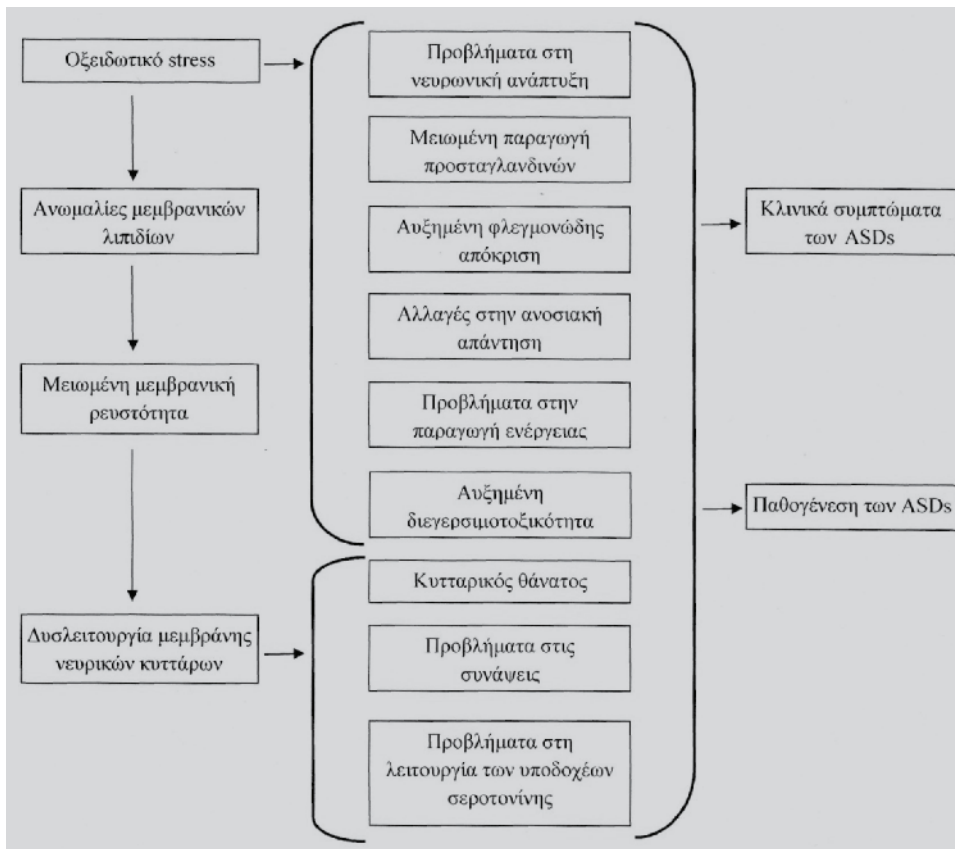 Οξειδωτικό stress
Ανωμαλίες μεμβρανικών
λιπιδίων
Μειωμένη μεμβρανική
ρευστότητα
Δυσλειτουργία μεμβράνης
νευρικών κυττάρων
Προβλήματα στη
νευρωνική ανάπτυξη
Μειωμένη παραγωγή
προσταγλανδινών
Αυξημένη φλεγμονώδης
απόκριση
Αλλαγές στην ανοσιακή
απάντηση
Προβλήματα στην
παραγωγή ενέργειας
Αυξημένη
διεγερσιμοτοξικότητα
Κυτταρικός θάνατος
Προβλήματα στις
συνάψεις
Προβλήματα στη
λειτουργία των υποδοχέων
σεροτονίνης
Κλινικά συμπτώματα
των ASDs
Παθογένεση των ASDs